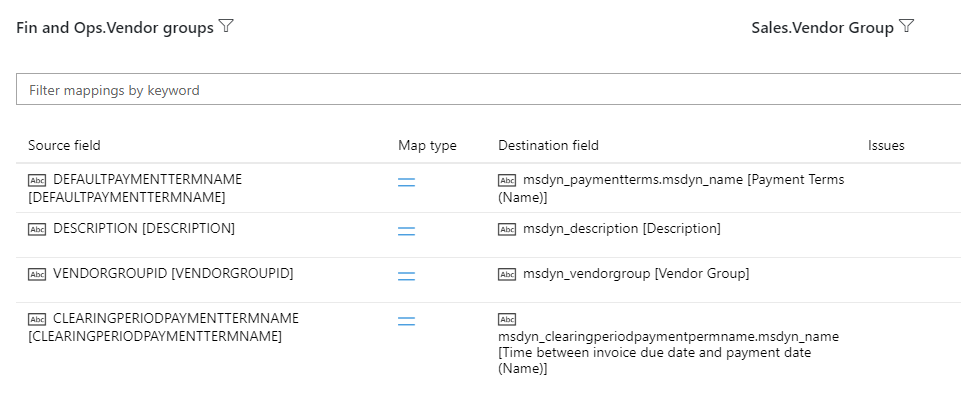 Fin and Ops.Vendor groups
Sales.Vendor Group
Filter mappings by keyword
Source field
Map type
Destination field
Issues
Abc DEFAULTPAYMENTTERMNAME
[DEFAULTPAYMENTTERMNAME]
Abc msdyn_paymentterms.msdyn_name [Payment Terms
(Name)]
Abc DESCRIPTION [DESCRIPTION]
Abc msdyn_description [Description]
Abc VENDORGROUPID [VENDORGROUPID]
Abc msdyn_vendorgroup [Vendor Group]
Abc CLEARINGPERIODPAYMENTTERMNAME
[CLEARINGPERIODPAYMENTTERMNAME]
Abc
msdyn_clearingperiodpaymentpermname.msdyn_name
[Time between invoice due date and payment date
(Name)]